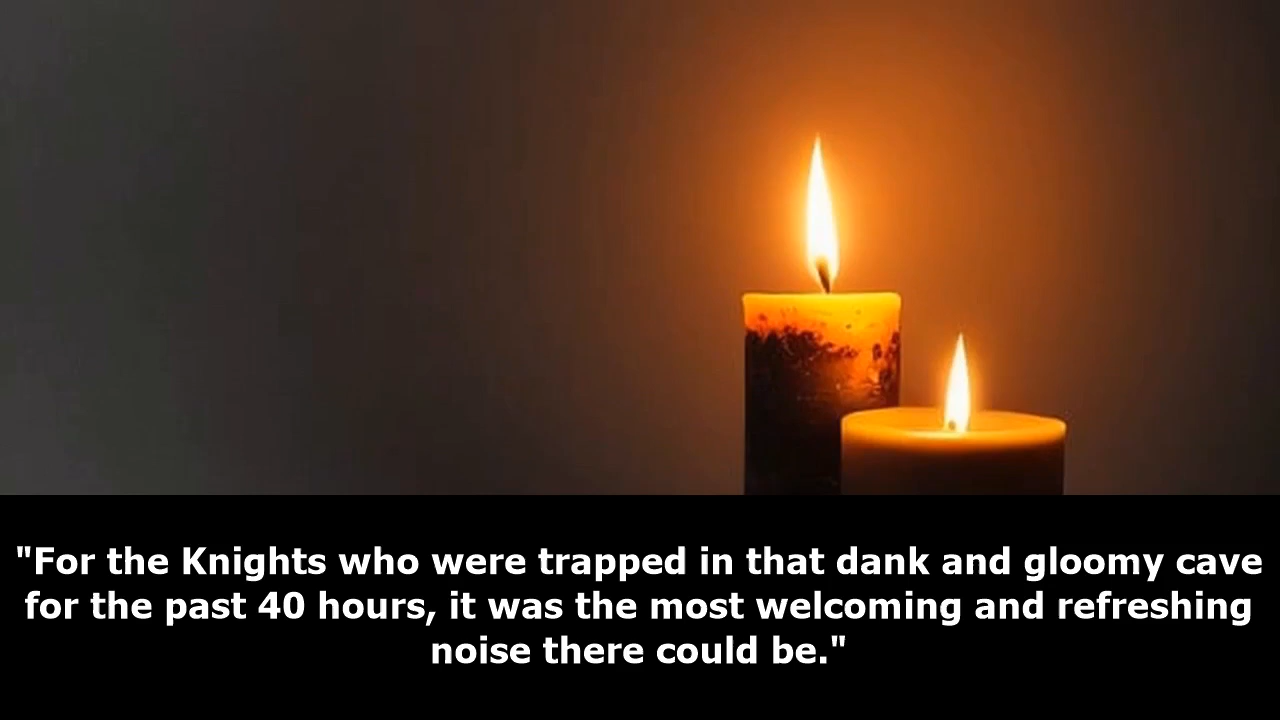 "For the Knights who were trapped in that dank and gloomy cave
for the past 40 hours, it was the most welcoming and refreshing
noise there could be."